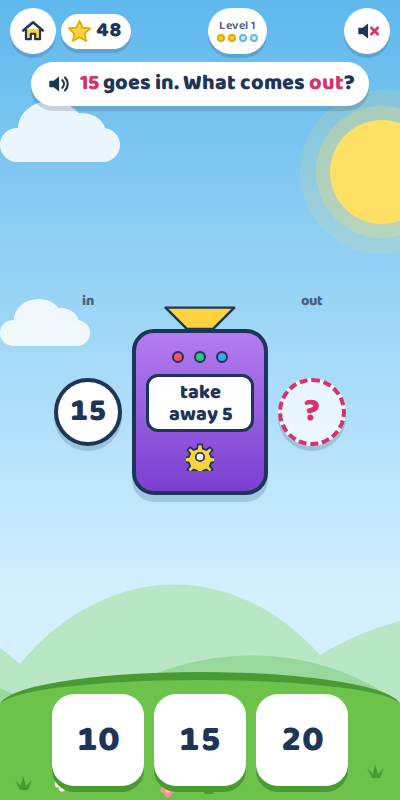 48
Level 1
15 goes in. What comes out?
in
out
15
take
away 5
?
10
15
20